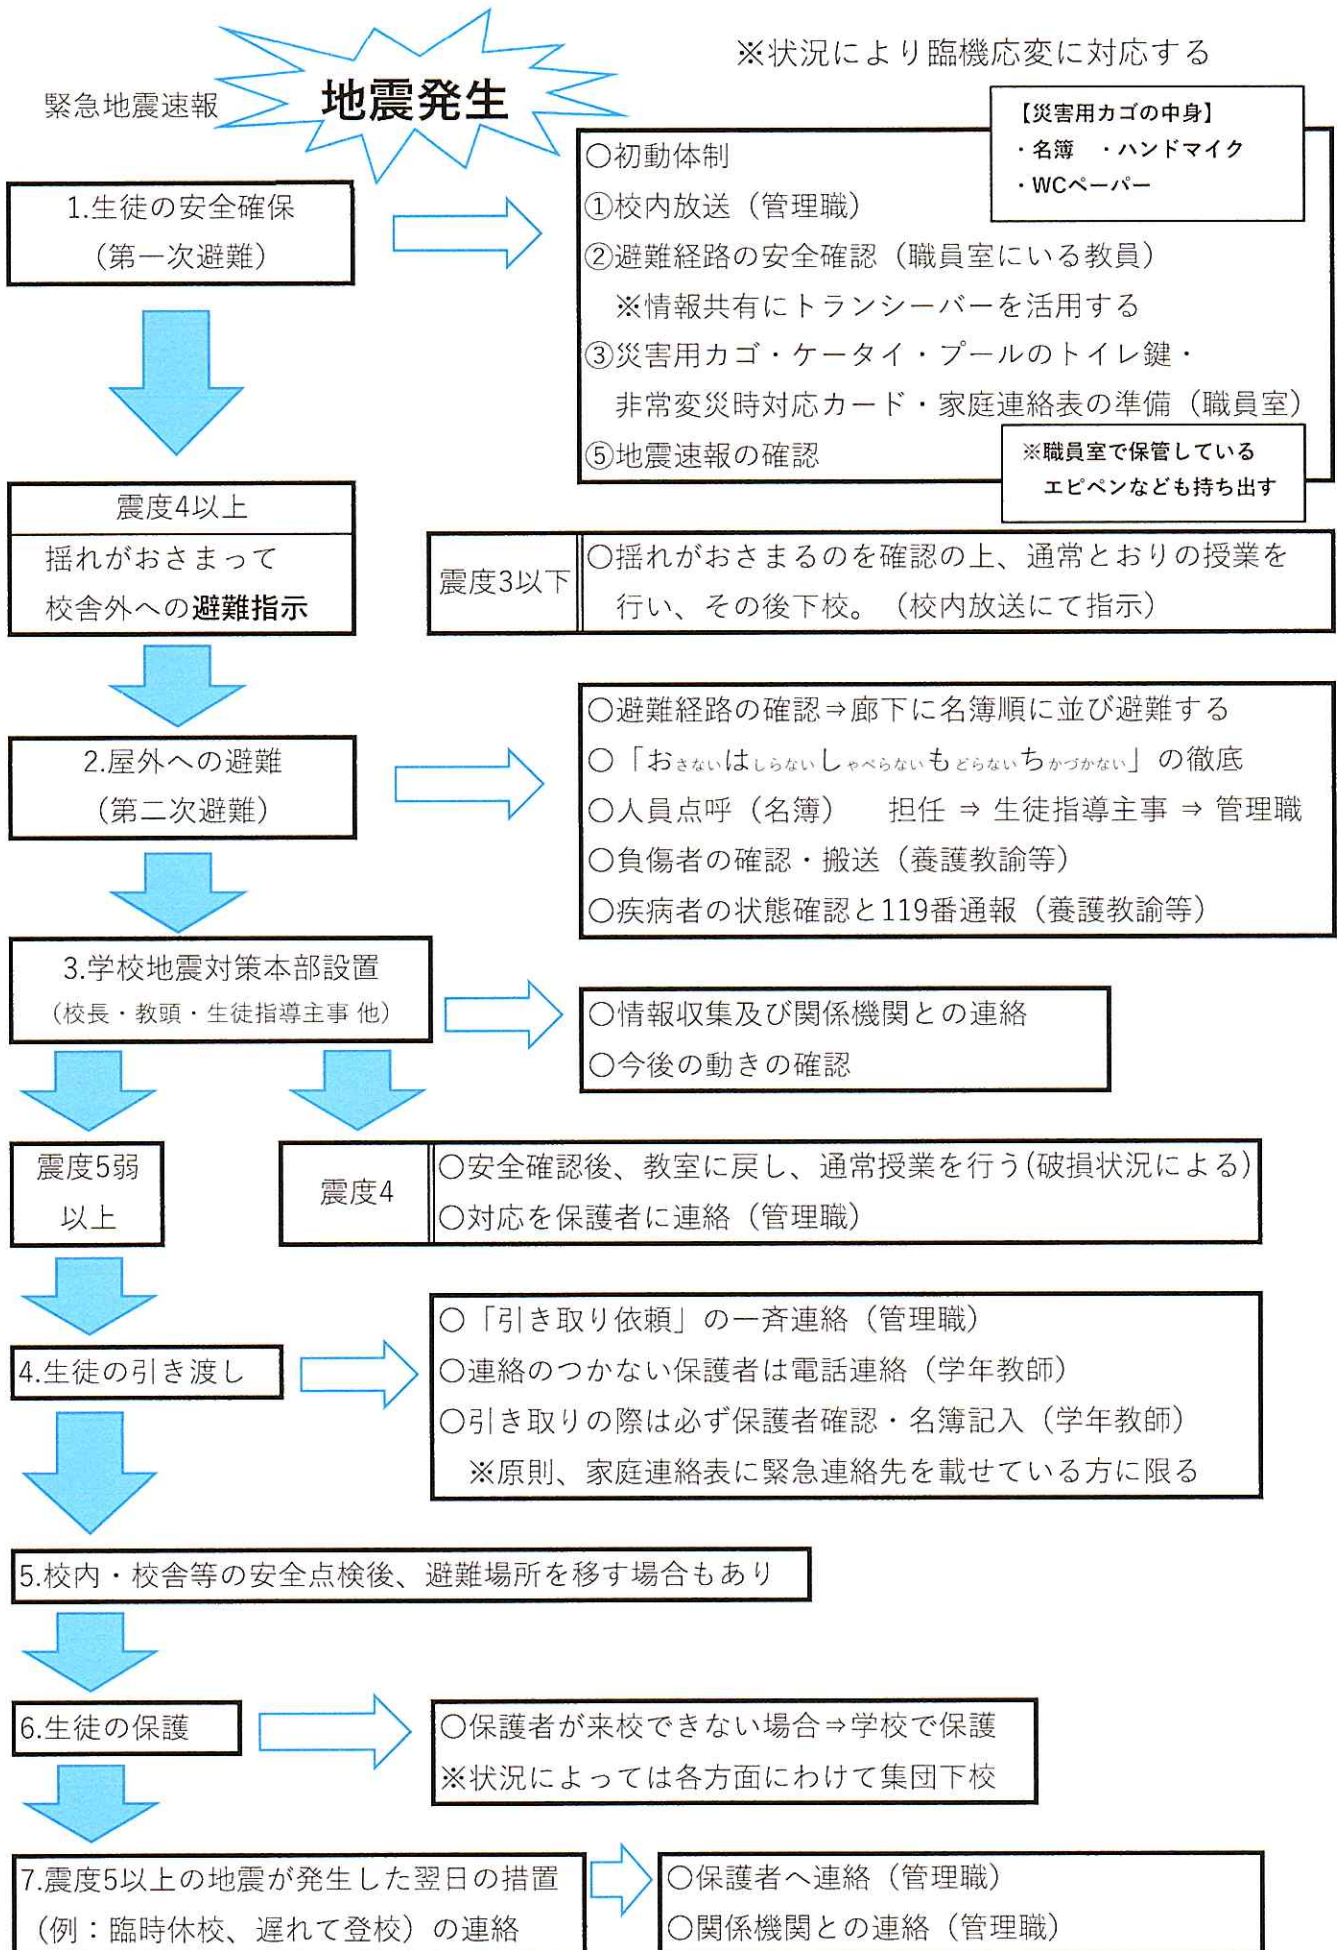 ※状況により臨機応変に対応する
緊急地震速報
地震発生
【災害用カゴの中身】
・名簿　・ハンドマイク
・WCペーパー
1.生徒の安全確保
（第一次避難）
〇初動体制
①校内放送（管理職）
②避難経路の安全確認（職員室にいる教員）
※情報共有にトランシーバーを活用する
③災害用カゴ・ケータイ・プールのトイレ鍵・
非常変災時対応カード・家庭連絡表の準備（職員室）
⑤地震速報の確認
※職員室で保管している
エピペンなども持ち出す
震度4以上
揺れがおさまって
校舎外への避難指示
震度3以下
〇揺れがおさまるのを確認の上、通常とおりの授業を
行い、その後下校。（校内放送にて指示）
2.屋外への避難
（第二次避難）
〇避難経路の確認⇒廊下に名簿順に並び避難する
〇「おさないはしらないしゃべらないもどらないちかづかない」の徹底
〇人員点呼（名簿）　担任 ⇒ 生徒指導主事 ⇒ 管理職
〇負傷者の確認・搬送（養護教諭等）
〇疾病者の状態確認と119番通報（養護教諭等）
3.学校地震対策本部設置
（校長・教頭・生徒指導主事 他）
〇情報収集及び関係機関との連絡
〇今後の動きの確認
震度5弱
以上
震度4
〇安全確認後、教室に戻し、通常授業を行う(破損状況による)
〇対応を保護者に連絡（管理職）
4.生徒の引き渡し
〇「引き取り依頼」の一斉連絡（管理職）
〇連絡のつかない保護者は電話連絡（学年教師）
〇引き取りの際は必ず保護者確認・名簿記入（学年教師）
※原則、家庭連絡表に緊急連絡先を載せている方に限る
5.校内・校舎等の安全点検後、避難場所を移す場合もあり
6.生徒の保護
〇保護者が来校できない場合⇒学校で保護
※状況によっては各方面にわけて集団下校
7.震度5以上の地震が発生した翌日の措置
（例：臨時休校、遅れて登校）の連絡
〇保護者へ連絡（管理職）
〇関係機関との連絡（管理職）